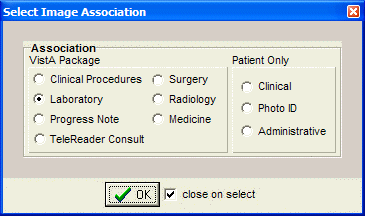 Select Image Association
Association
VistA Package
Patient Only
Clinical Procedures
Surgery
Clinical
Laboratory
Radiology
Photo ID
Progress Note
Medicine
Administrative
TeleReader Consult
OK
close on select